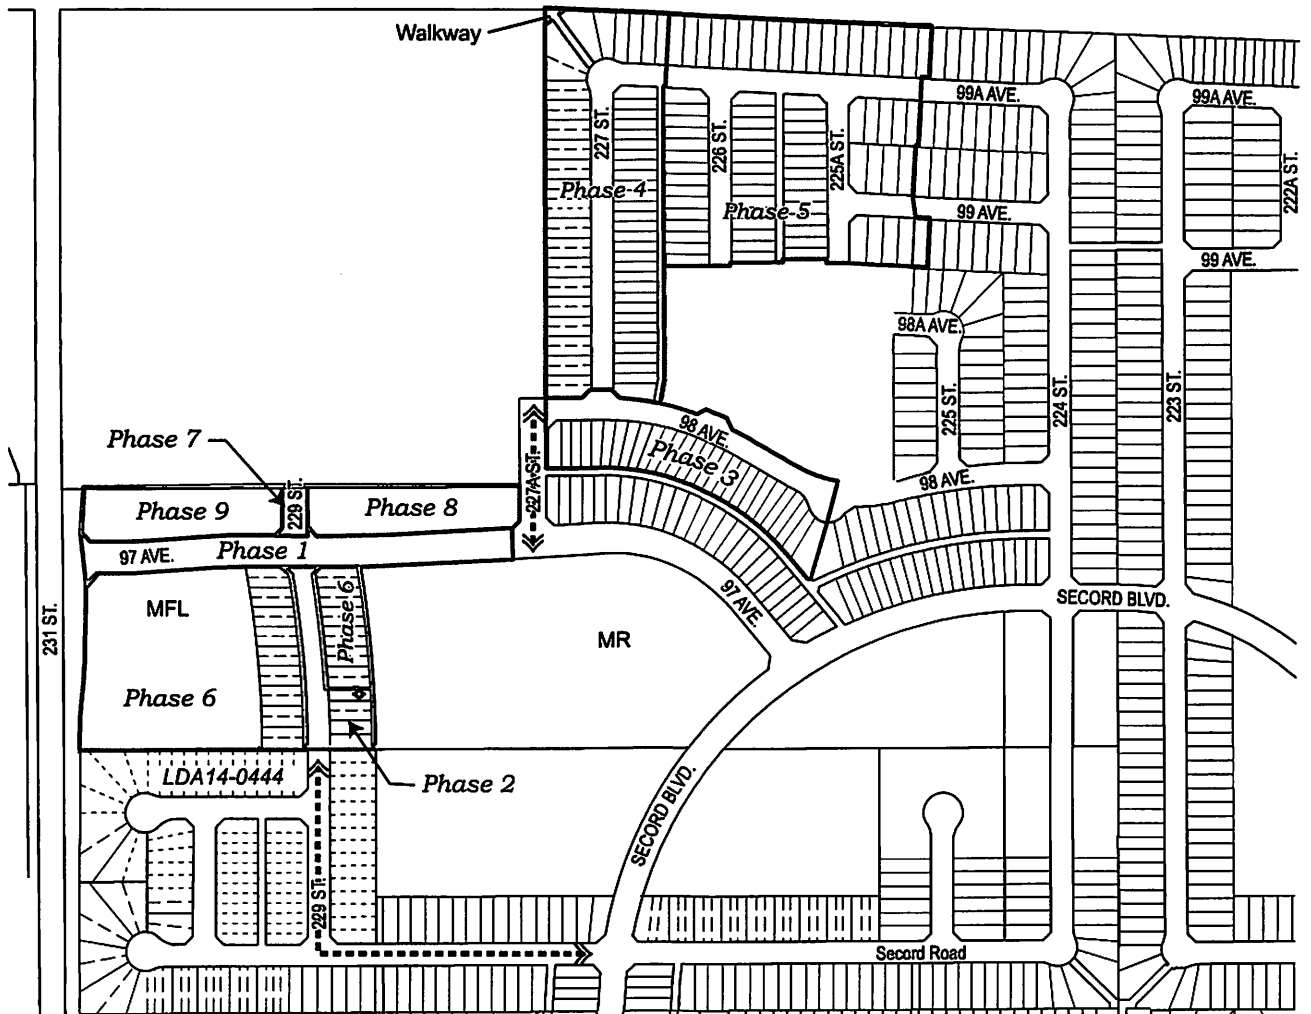 Walkway
99A AVE.
99A AVE.
227 ST.
226 ST.
225A ST.
222A ST.
Phase 4
Phase 5
99 AVE.
99 AVE.
98A AVE.
225 ST.
224 ST.
223 ST.
98 AVE.
Phase 3
Phase 7
227A ST.
98 AVE.
229 ST.
Phase 9
Phase 8
97 AVE.
Phase 1
231 ST.
MFL
Phase 6
97 AVE.
SECORD BLVD.
MR
Phase 6
LDA14-0444
Phase 2
SECORD BLVD.
229 ST.
Secord Road